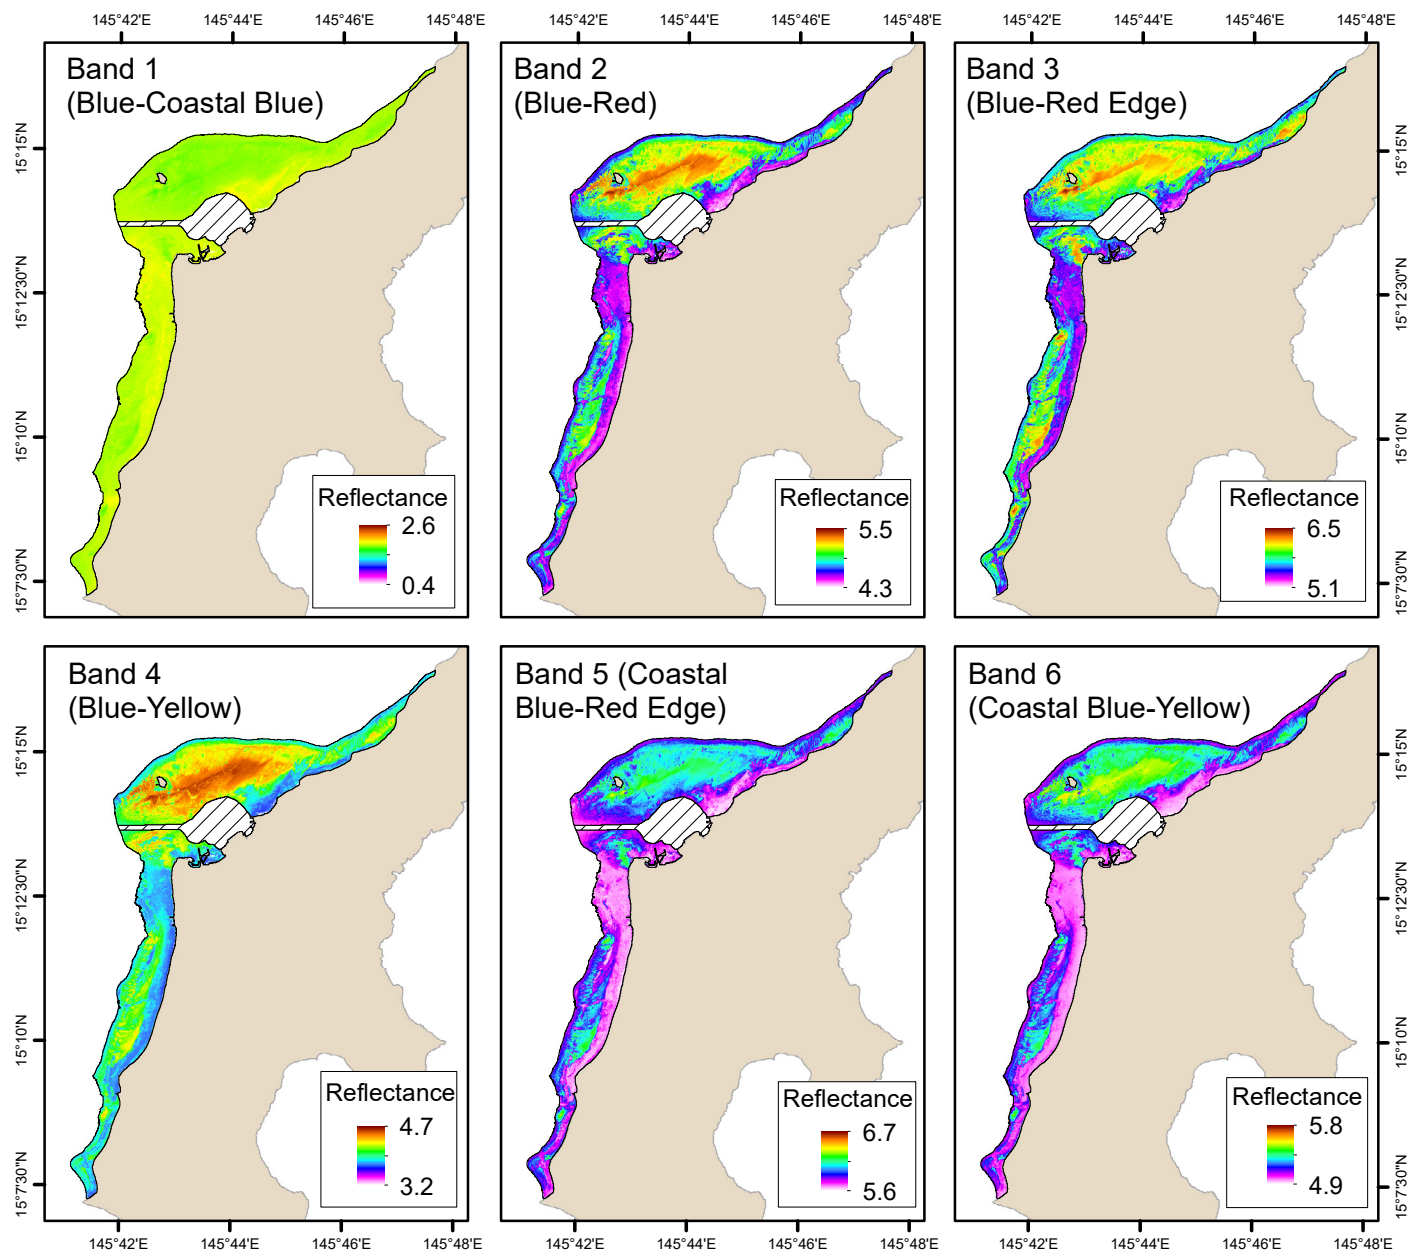 145°42'E 145°44'E 145°46'E 145°48'E 145°42'E 145°44'E 145°46'E 145°48'E 145°42'E 145°44'E 145°46'E 145°48'E
Band 1
(Blue-Coastal Blue)
15°15'N
15°12'30"N
15°10'N
15°7'30"N
Reflectance
2.6
0.4
Band 2
(Blue-Red)
Reflectance
5.5
4.3
Band 3
(Blue-Red Edge)
Reflectance
6.5
5.1
15°15'N
15°12'30"N
15°10'N
15°7'30"N
Band 4
(Blue-Yellow)
15°15'N
15°12'30"N
15°10'N
15°7'30"N
Reflectance
4.7
3.2
Band 5 (Coastal
Blue-Red Edge)
Reflectance
6.7
5.6
Band 6
(Coastal Blue-Yellow)
Reflectance
5.8
4.9
15°15'N
15°12'30"N
15°10'N
15°7'30"N
145°42'E 145°44'E 145°46'E 145°48'E 145°42'E 145°44'E 145°46'E 145°48'E 145°42'E 145°44'E 145°46'E 145°48'E